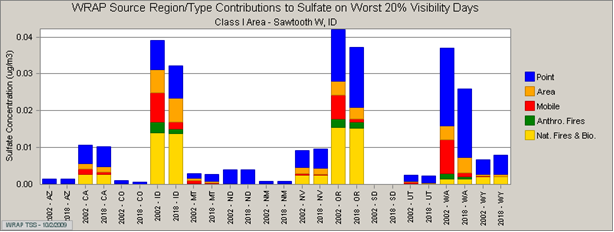 WRAP Source Region/Type Contributions to Sulfate on Worst 20% Visibility Days
Class I Area - Sawtooth W, ID
Sulfate Concentration (ug/m3)
0.04
0.03
0.02
0.01
0.00
Point
Area
Mobile
Anthro. Fires
Nat. Fires & Bio.
2002 - AZ
2018 - AZ
2002 - CA
2018 - CA
2002 - CO
2018 - CO
2002 - ID
2018 - ID
2002 - MT
2018 - MT
2002 - ND
2018 - ND
2002 - NM
2018 - NM
2002 - NV
2018 - NV
2002 - OR
2018 - OR
2002 - SD
2018 - SD
2002 - UT
2018 - UT
2002 - WA
2018 - WA
2002 - WY
2018 - WY
WRAP TSS - 10/2/2009